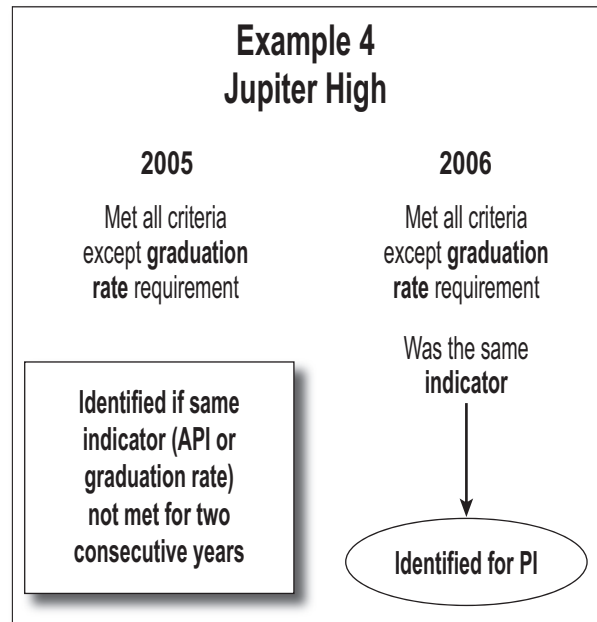 Example 4
Jupiter High
2005
Met all criteria
except graduation
rate requirement
2006
Met all criteria
except graduation
rate requirement
Was the same
indicator
Identified if same
indicator (API or
graduation rate)
not met for two
consecutive years
Identified for PI